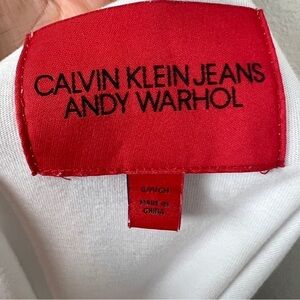 CALVIN KLEIN JEANS
ANDY WARHOL
MADE IN
CHINA